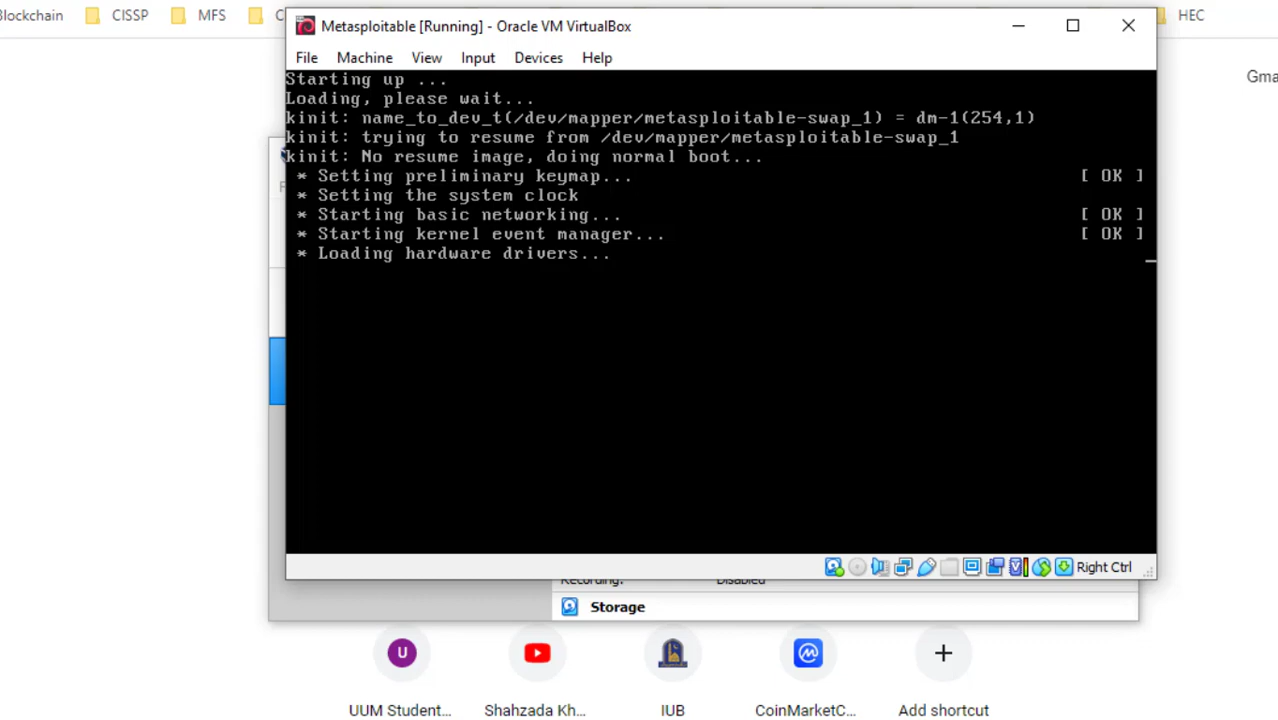 Blockchain CISSP MFS HEC
Metasploitable [Running] - Oracle VM VirtualBox
File Machine View Input Devices Help
Gma
Starting up ...
Loading, please wait...
kinit: name_to_dev_t(/dev/mapper/metasploitable-swap_1) = dm-1(254,1)
kinit: trying to resume from /dev/mapper/metasploitable-swap_1
kinit: No resume image, doing normal boot...
* Setting preliminary keymap... [ OK ]
* Setting the system clock
* Starting basic networking... [ OK ]
* Starting kernel event manager... [ OK ]
* Loading hardware drivers...
Right Ctrl
Recording: Disabled
Storage
U
UUM Student... Shahzada Kh... IUB CoinMarketC... Add shortcut